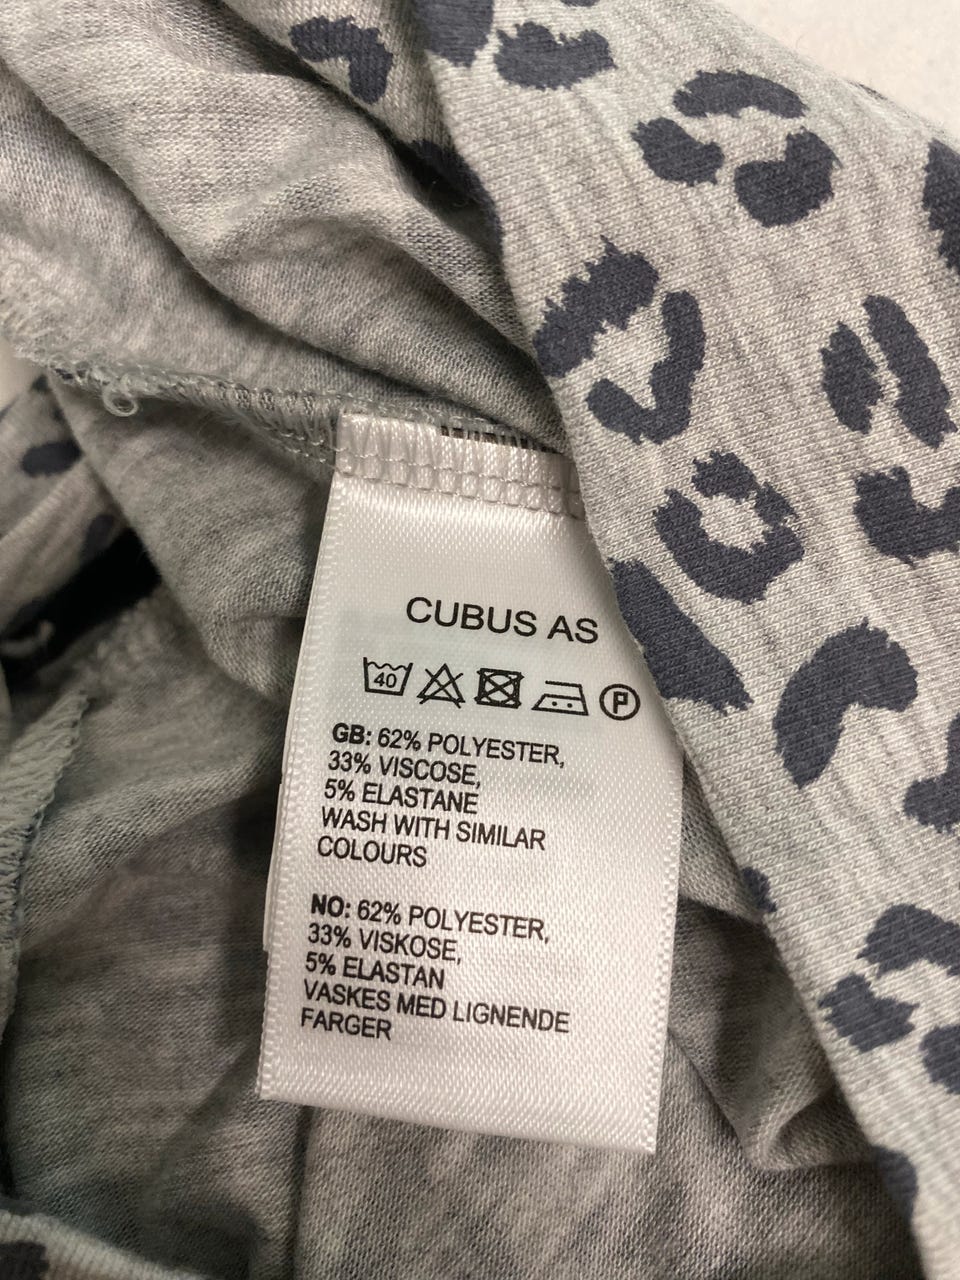 CUBUS AS
40 P
GB: 62% POLYESTER,
33% VISCOSE,
5% ELASTANE
WASH WITH SIMILAR
COLOURS
NO: 62% POLYESTER,
33% VISKOSE,
5% ELASTAN
VASKES MED LIGNENDE
FARGER